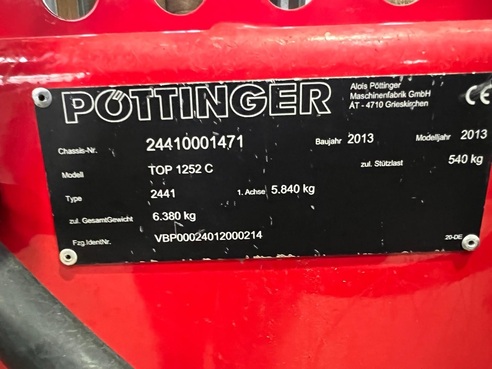 PÖTTINGER
Alois Pöttinger
Maschinenfabrik GmbH
AT - 4710 Grieskirchen
CE
Chassis-Nr. 24410001471 Baujahr 2013 Modelljahr 2013
Modell TOP 1252 C zul. Stützlast 540 kg
Type 2441 1. Achse 5.840 kg
zul. GesamtGewicht 6.380 kg
Fzg.IdentNr. VBP00024012000214 20-DE